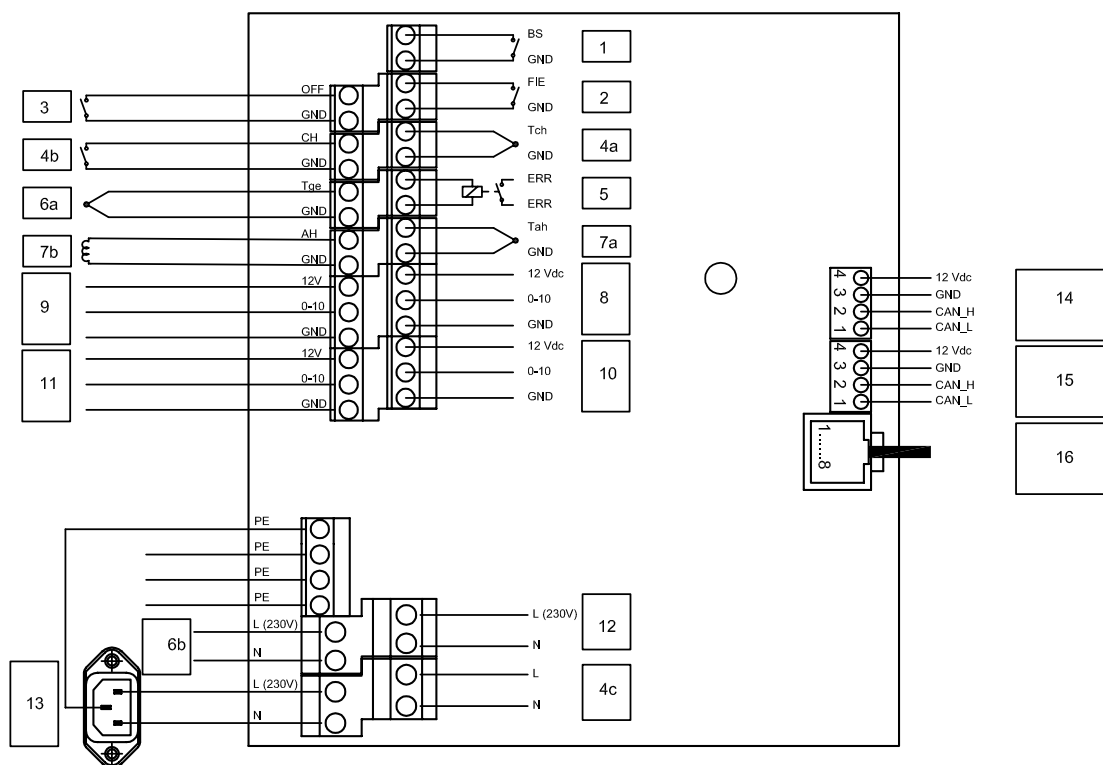 BS
1
GND
FIE
2
GND
OFF
3
GND
Tch
4a
GND
CH
4b
GND
ERR
5
ERR
Tge
6a
GND
Tah
7a
GND
AH
7b
GND
12 Vdc
8
0-10
GND
12V
9
0-10
GND
12 Vdc
10
0-10
GND
12V
11
0-10
GND
4 12 Vdc
3 GND
2 CAN_H
1 CAN_L
14
4 12 Vdc
3 GND
2 CAN_H
1 CAN_L
15
1......8
16
PE
PE
PE
PE
L (230V)
6b
N
L (230V)
13
N
L (230V)
12
N
L
4c
N